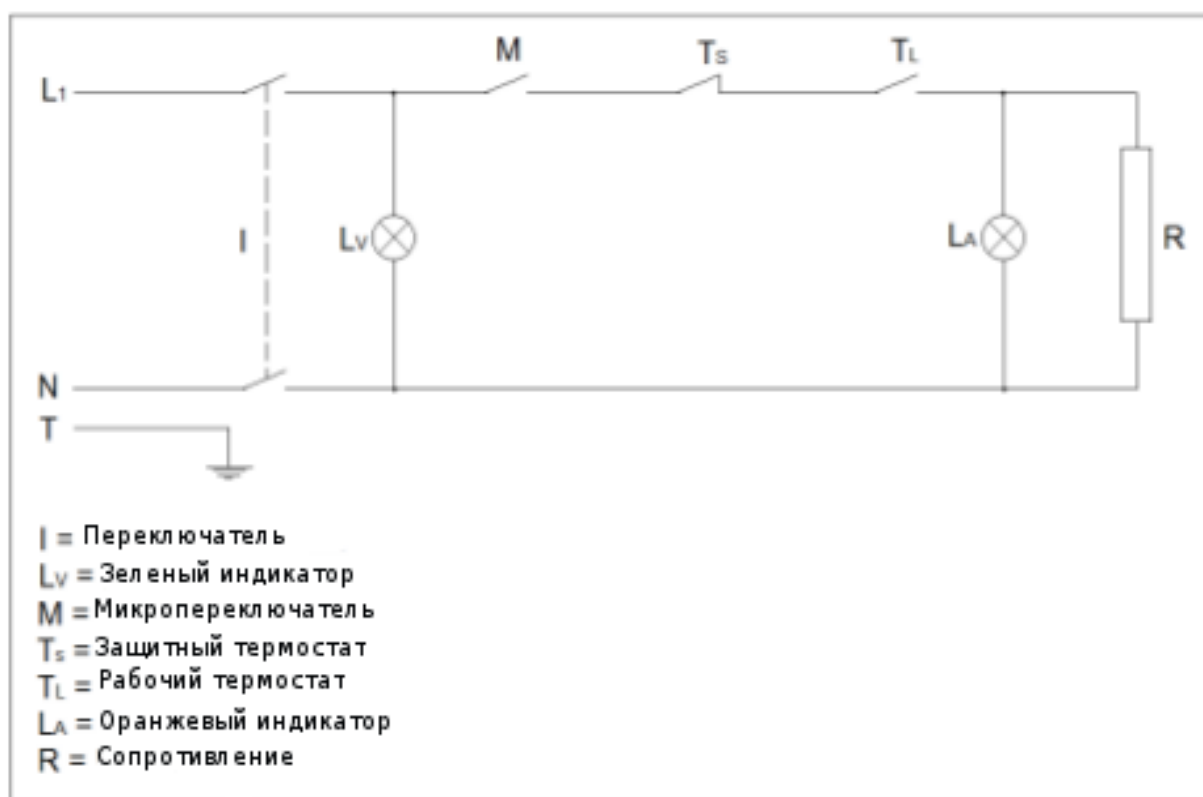 M Ts TL
L1
I Lv LA R
N
T
I = Переключатель
Lv = Зеленый индикатор
M = Микропереключатель
Ts = Защитный термостат
TL = Рабочий термостат
LA = Оранжевый индикатор
R = Сопротивление